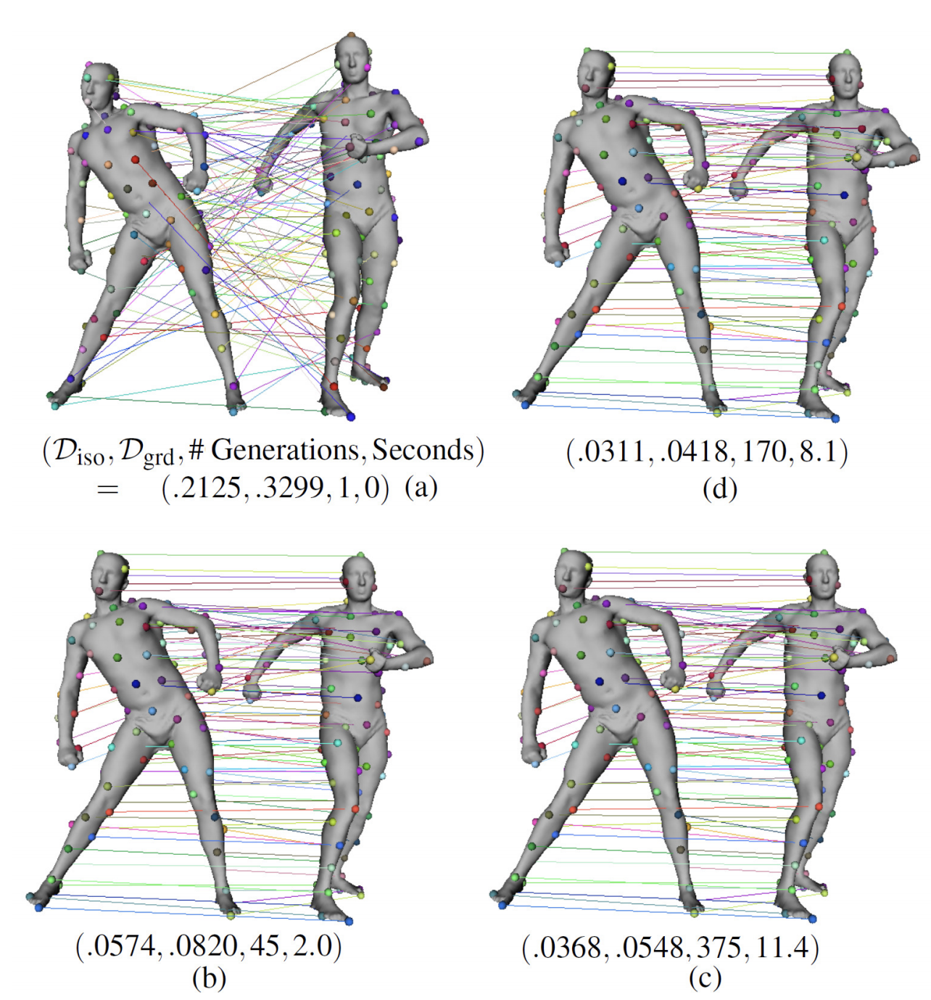 (𝒟iso, 𝒟grd, # Generations, Seconds)
= (.2125, .3299, 1, 0) (a)
(.0311, .0418, 170, 8.1)
(d)
(.0574, .0820, 45, 2.0)
(b)
(.0368, .0548, 375, 11.4)
(c)